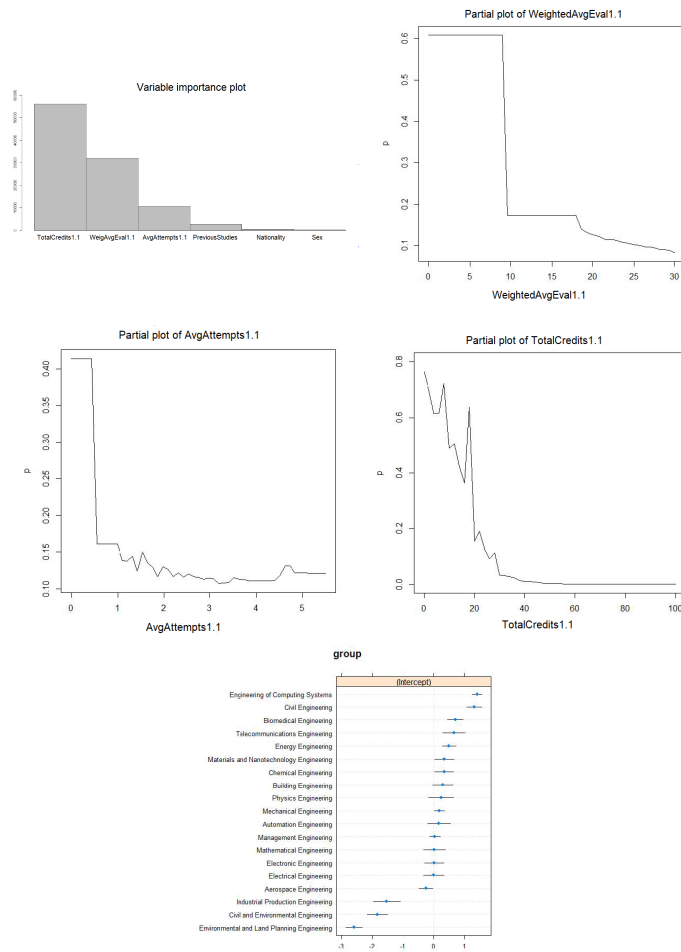 Partial plot of WeightedAvgEval1.1
0.6
0.5
0.4
0.3
0.2
0.1
p
0 5 10 15 20 25 30
WeightedAvgEval1.1
Variable importance plot
60000
50000
40000
30000
20000
10000
0
TotalCredits1.1 WeigAvgEval1.1 AvgAttempts1.1 PreviousStudies Nationality Sex
Partial plot of AvgAttempts1.1
0.40
0.35
0.30
0.25
0.20
0.15
0.10
p
0 1 2 3 4 5
AvgAttempts1.1
Partial plot of TotalCredits1.1
0.8
0.6
0.4
0.2
0.0
p
0 20 40 60 80 100
TotalCredits1.1
group
(Intercept)
Engineering of Computing Systems
Civil Engineering
Biomedical Engineering
Telecommunications Engineering
Energy Engineering
Materials and Nanotechnology Engineering
Chemical Engineering
Building Engineering
Physics Engineering
Mechanical Engineering
Automation Engineering
Management Engineering
Mathematical Engineering
Electronic Engineering
Electrical Engineering
Aerospace Engineering
Industrial Production Engineering
Civil and Environmental Engineering
Environmental and Land Planning Engineering
-3 -2 -1 0 1